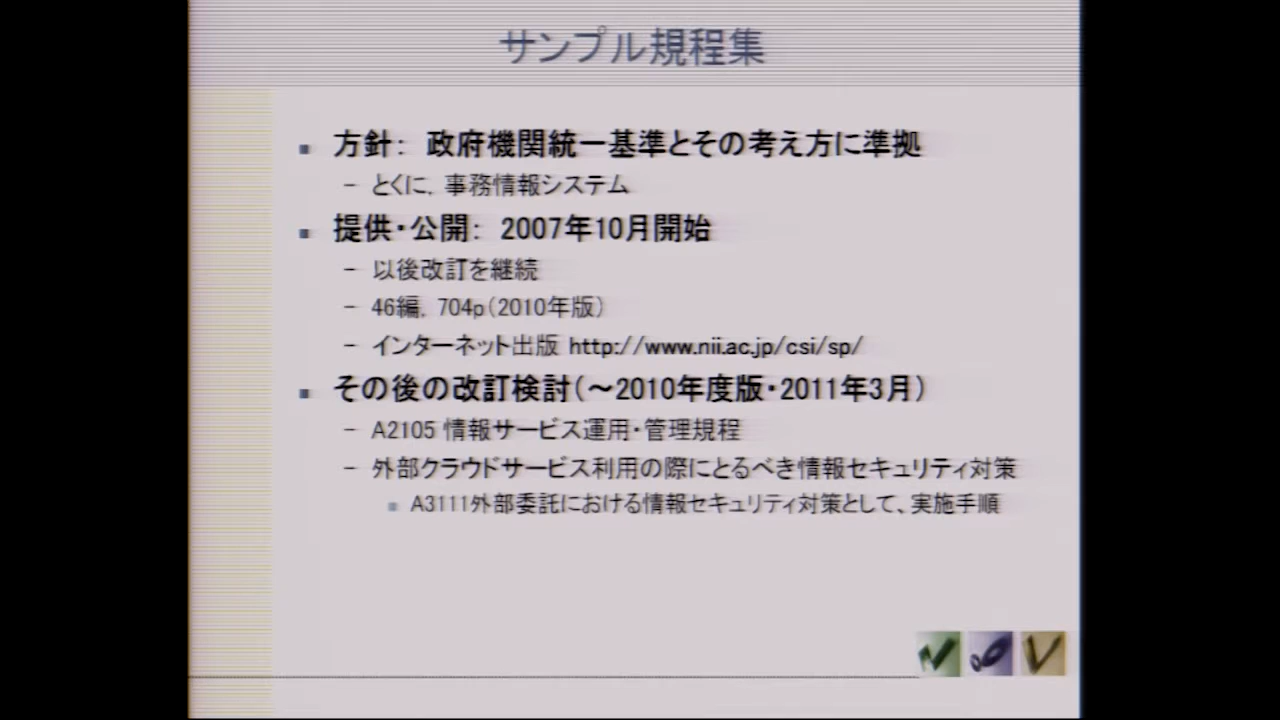 サンプル規程集
方針： 政府機関統一基準とその考え方に準拠
– とくに，事務情報システム
提供・公開： 2007年10月開始
– 以後改訂を継続
– 46編，704p（2010年版）
– インターネット出版 http://www.nii.ac.jp/csi/sp/
その後の改訂検討（～2010年度版・2011年3月）
– A2105 情報サービス運用・管理規程
– 外部クラウドサービス利用の際にとるべき情報セキュリティ対策
A3111外部委託における情報セキュリティ対策として、実施手順